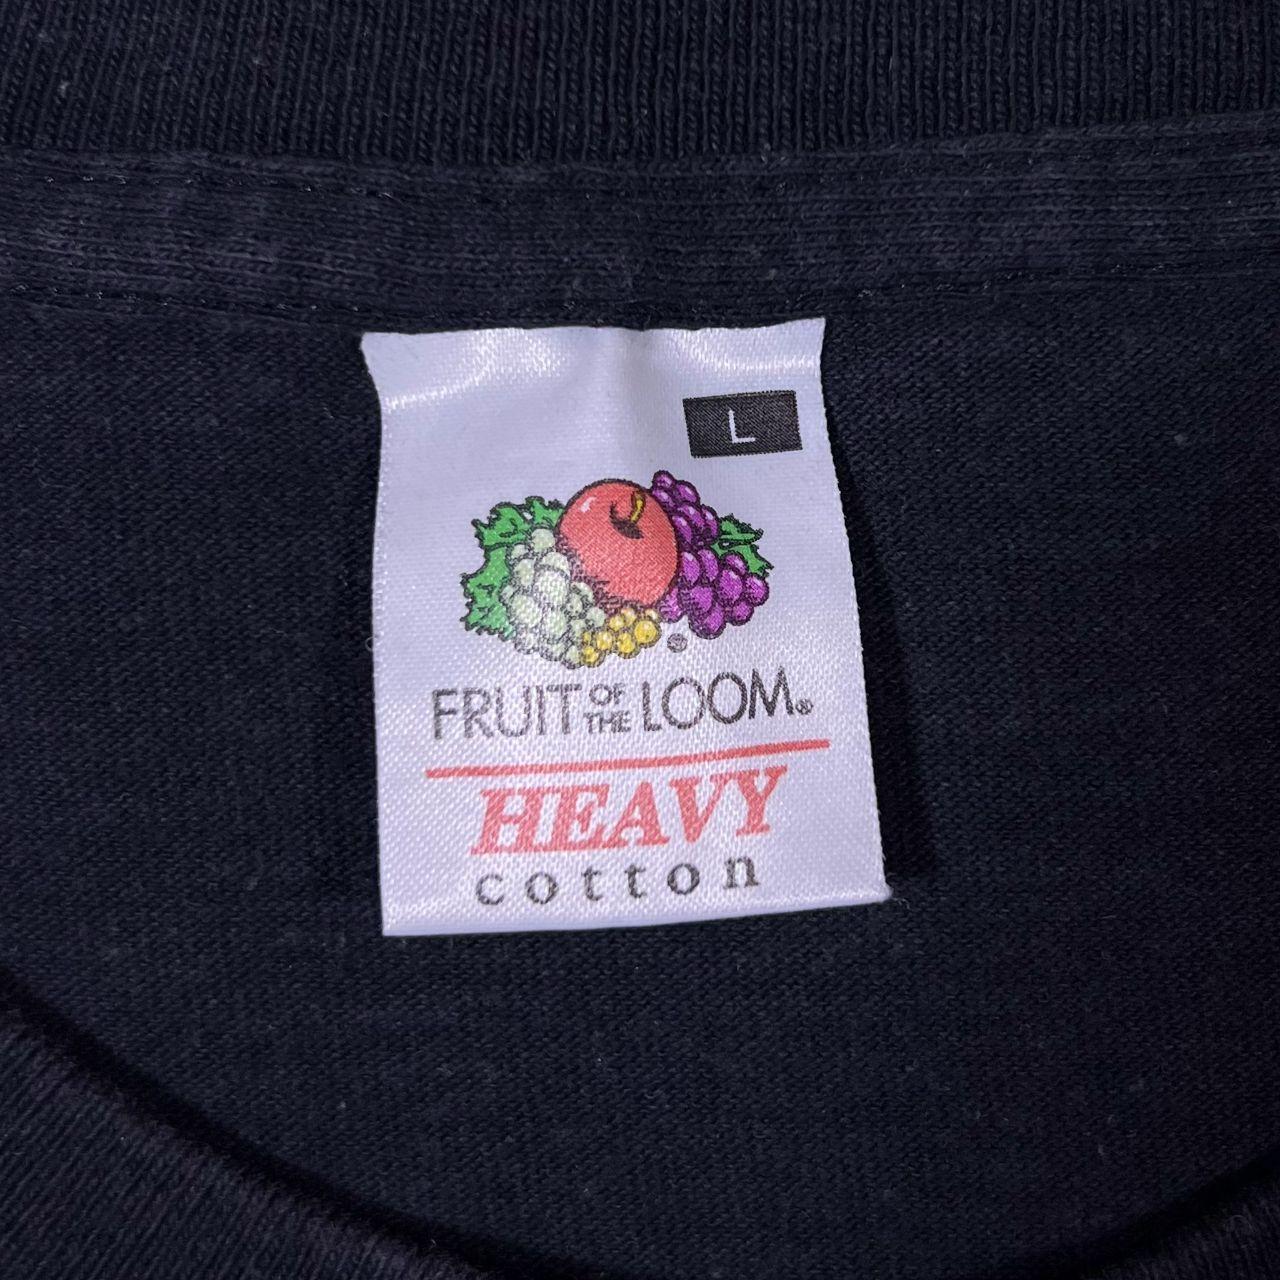 L
®
FRUIT OF THE LOOM®
HEAVY
cotton